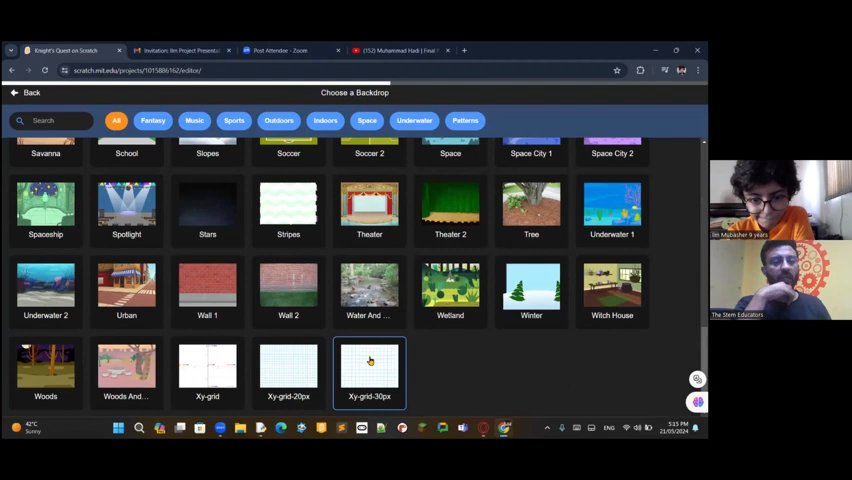 Knight's Quest on Scratch
Invitation: Ilm Project Presenta
Post Attendee - Zoom
(152) Muhammad Hadi | Final
scratch.mit.edu/projects/1015886162/editor/
Back
Choose a Backdrop
Search
All
Fantasy
Music
Sports
Outdoors
Indoors
Space
Underwater
Patterns
Savanna
School
Slopes
Soccer
Soccer 2
Space
Space City 1
Space City 2
Spaceship
Spotlight
Stars
Stripes
Theater
Theater 2
Tree
Underwater 1
Underwater 2
Urban
Wall 1
Wall 2
Water And ...
Wetland
Winter
Witch House
Woods
Woods And...
Xy-grid
Xy-grid-20px
Xy-grid-30px
Ilm Mubasher 9 years
The Stem Educators
42°C
Sunny
ENG
5:15 PM
21/05/2024